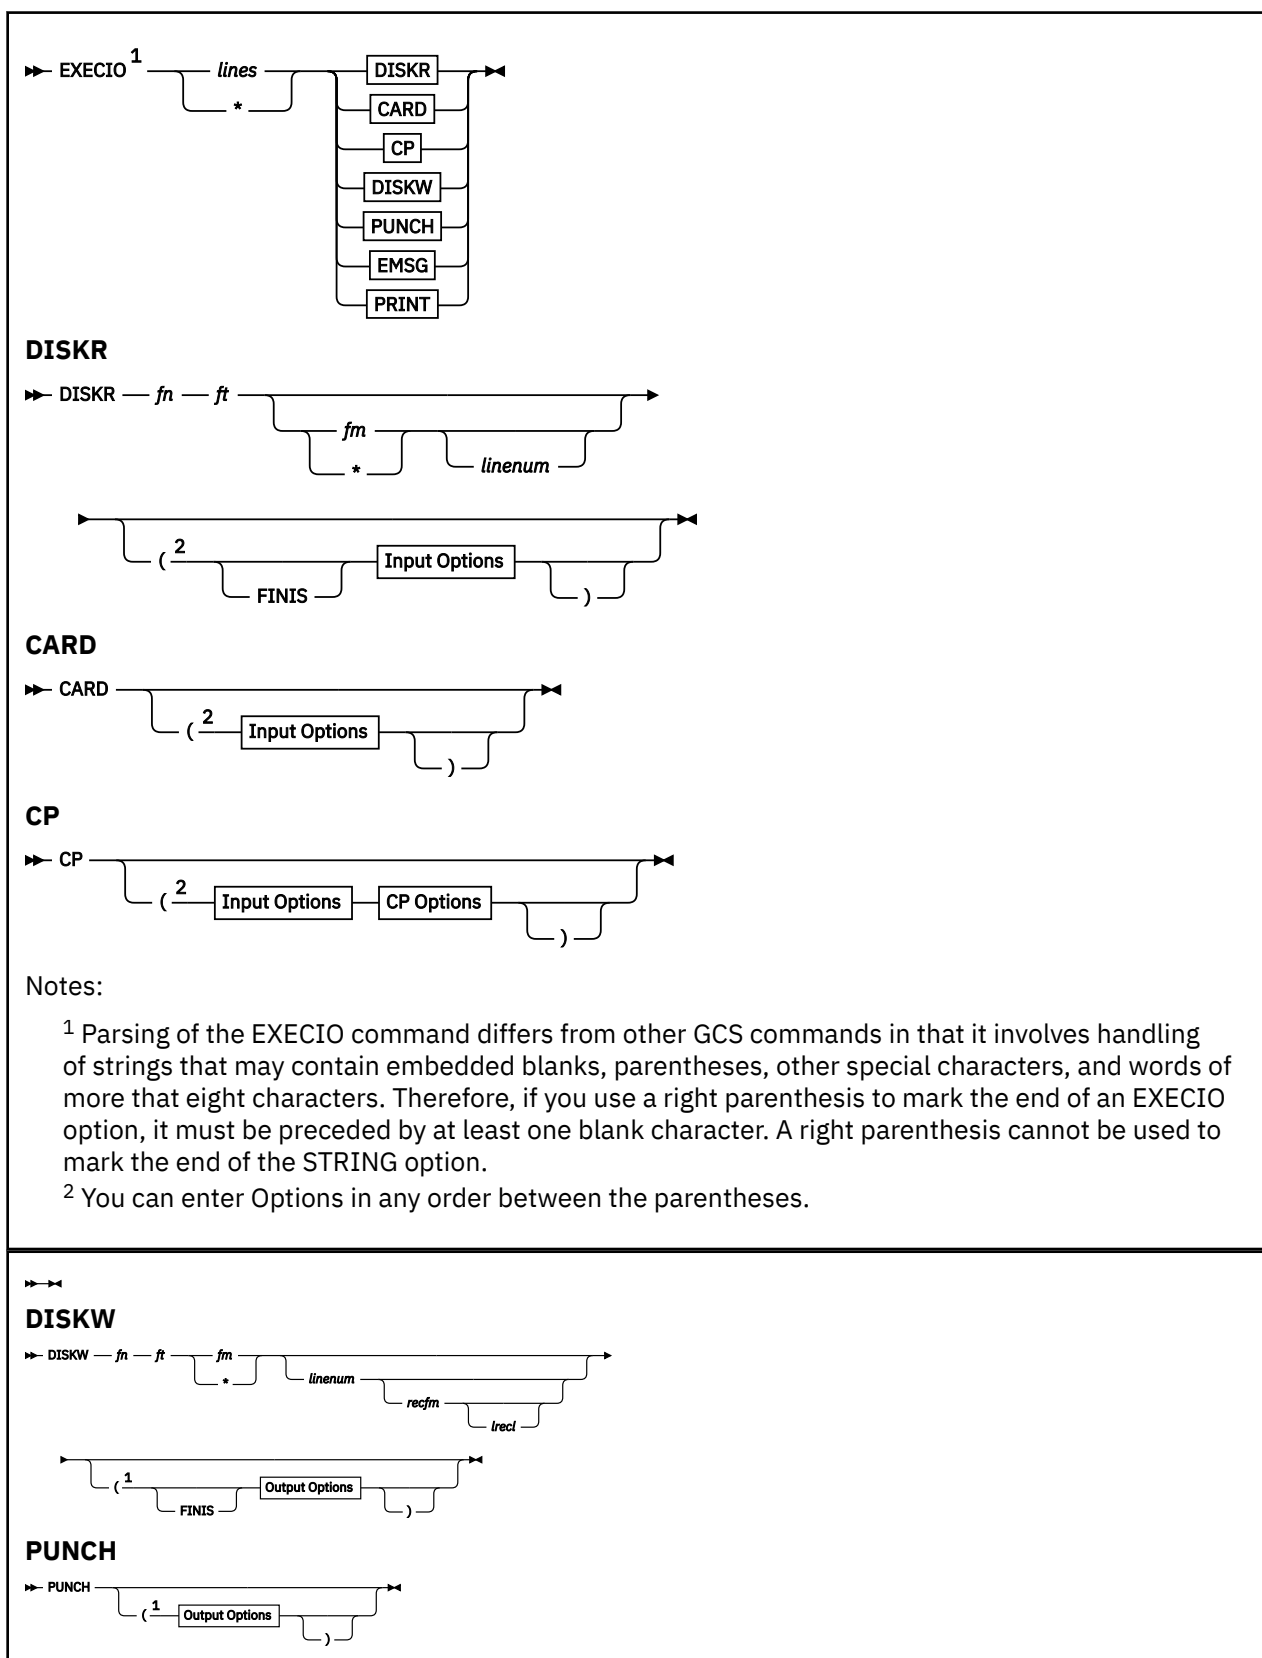 EXECIO 1 lines DISKR
* CARD
CP
DISKW
PUNCH
EMSG
PRINT
DISKR
DISKR fn ft
fm
* linenum
( 2 Input Options
FINIS )
CARD
CARD
( 2 Input Options
)
CP
CP
( 2 Input Options CP Options
)
Notes:
1 Parsing of the EXECIO command differs from other GCS commands in that it involves handling
of strings that may contain embedded blanks, parentheses, other special characters, and words of
more that eight characters. Therefore, if you use a right parenthesis to mark the end of an EXECIO
option, it must be preceded by at least one blank character. A right parenthesis cannot be used to
mark the end of the STRING option.
2 You can enter Options in any order between the parentheses.
DISKW
DISKW fn ft fm
* linenum
recfm
lrecl
( 1 Output Options
FINIS )
PUNCH
PUNCH
( 1 Output Options
)